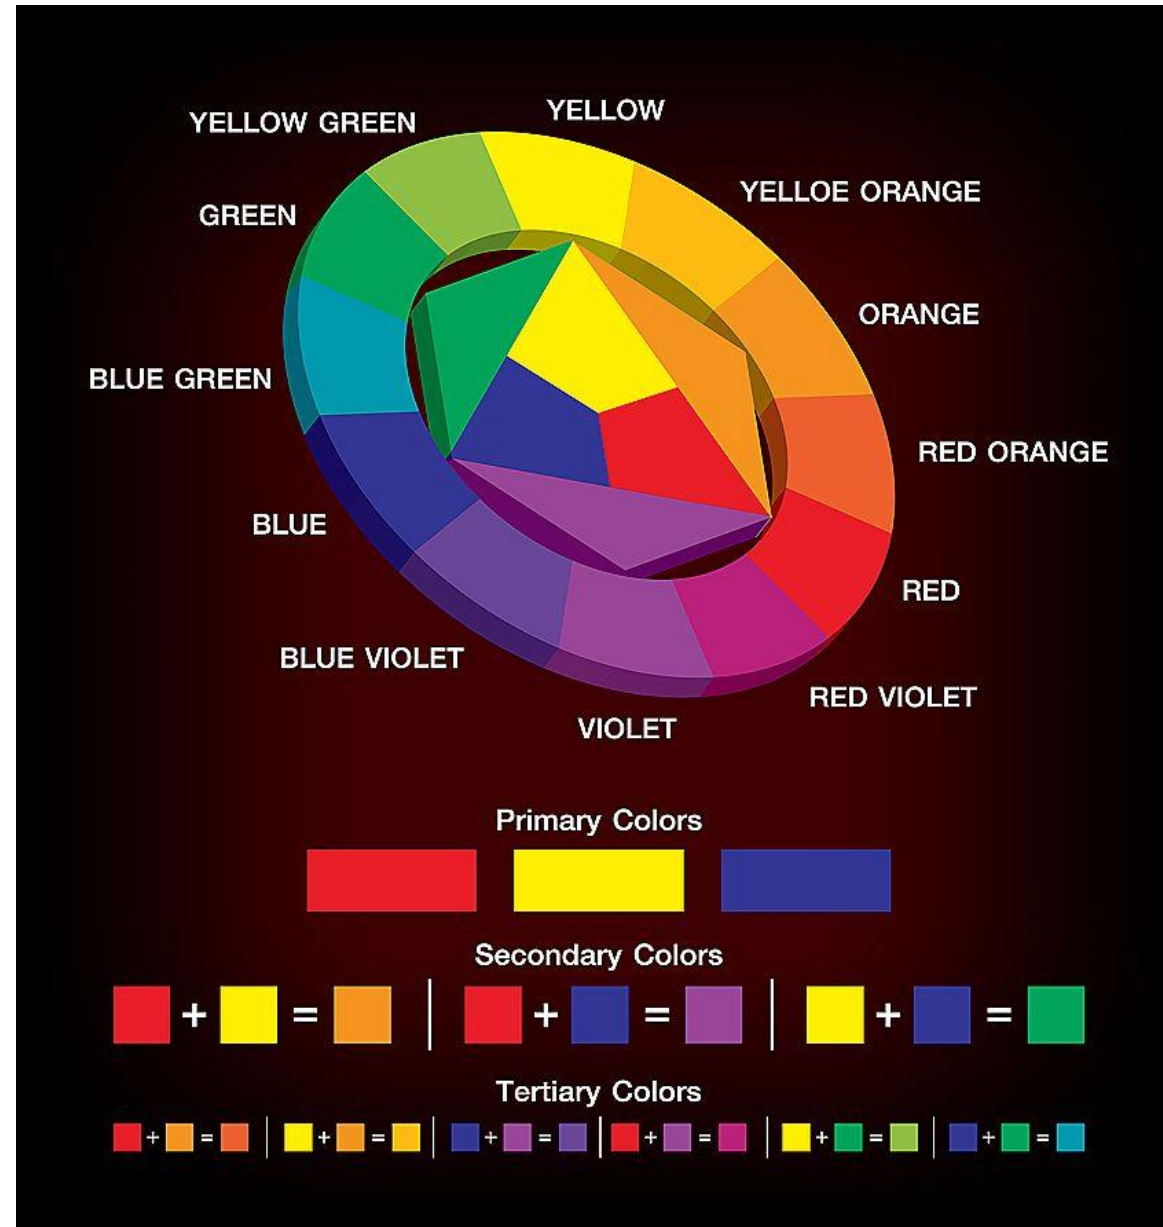 YELLOW
YELLOW GREEN
YELLOE ORANGE
GREEN
ORANGE
BLUE GREEN
RED ORANGE
BLUE
RED
BLUE VIOLET
RED VIOLET
VIOLET
Primary Colors
Secondary Colors
+ = | + = | + =
Tertiary Colors
+ = | + = | + = | + = | + = | + =